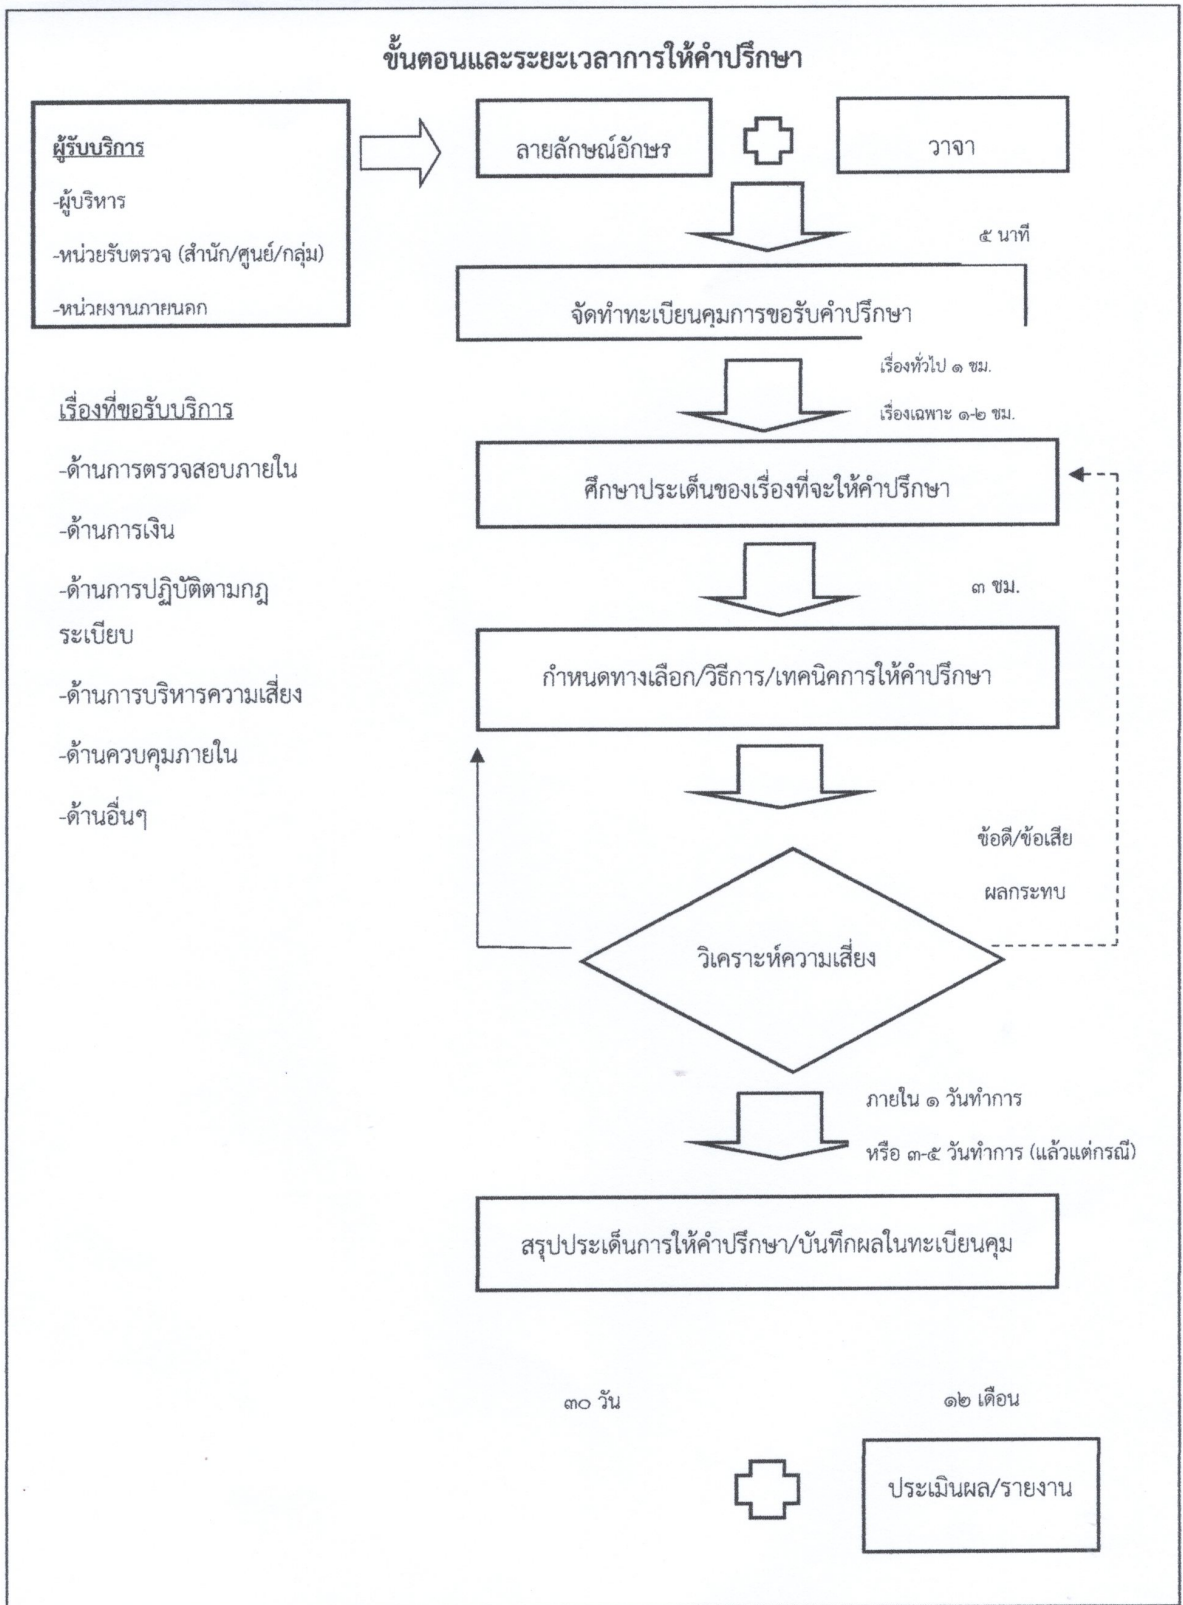 ขั้นตอนและระยะเวลาการให้คำปรึกษา
ผู้รับบริการ
-ผู้บริหาร
-หน่วยรับตรวจ (สำนัก/ศูนย์/กลุ่ม)
-หน่วยงานภายนอก
ลายลักษณ์อักษร
วาจา
๕ นาที
จัดทำทะเบียนคุมการขอรับคำปรึกษา
เรื่องทั่วไป ๑ ชม.
เรื่องเฉพาะ ๑-๒ ชม.
เรื่องที่ขอรับบริการ
-ด้านการตรวจสอบภายใน
-ด้านการเงิน
-ด้านการปฏิบัติตามกฎ
ระเบียบ
-ด้านการบริหารความเสี่ยง
-ด้านควบคุมภายใน
-ด้านอื่นๆ
ศึกษาประเด็นของเรื่องที่จะให้คำปรึกษา
๓ ชม.
กำหนดทางเลือก/วิธีการ/เทคนิคการให้คำปรึกษา
ข้อดี/ข้อเสีย
ผลกระทบ
วิเคราะห์ความเสี่ยง
ภายใน ๑ วันทำการ
หรือ ๓-๕ วันทำการ (แล้วแต่กรณี)
สรุปประเด็นการให้คำปรึกษา/บันทึกผลในทะเบียนคุม
๓๐ วัน
๑๒ เดือน
ประเมินผล/รายงาน